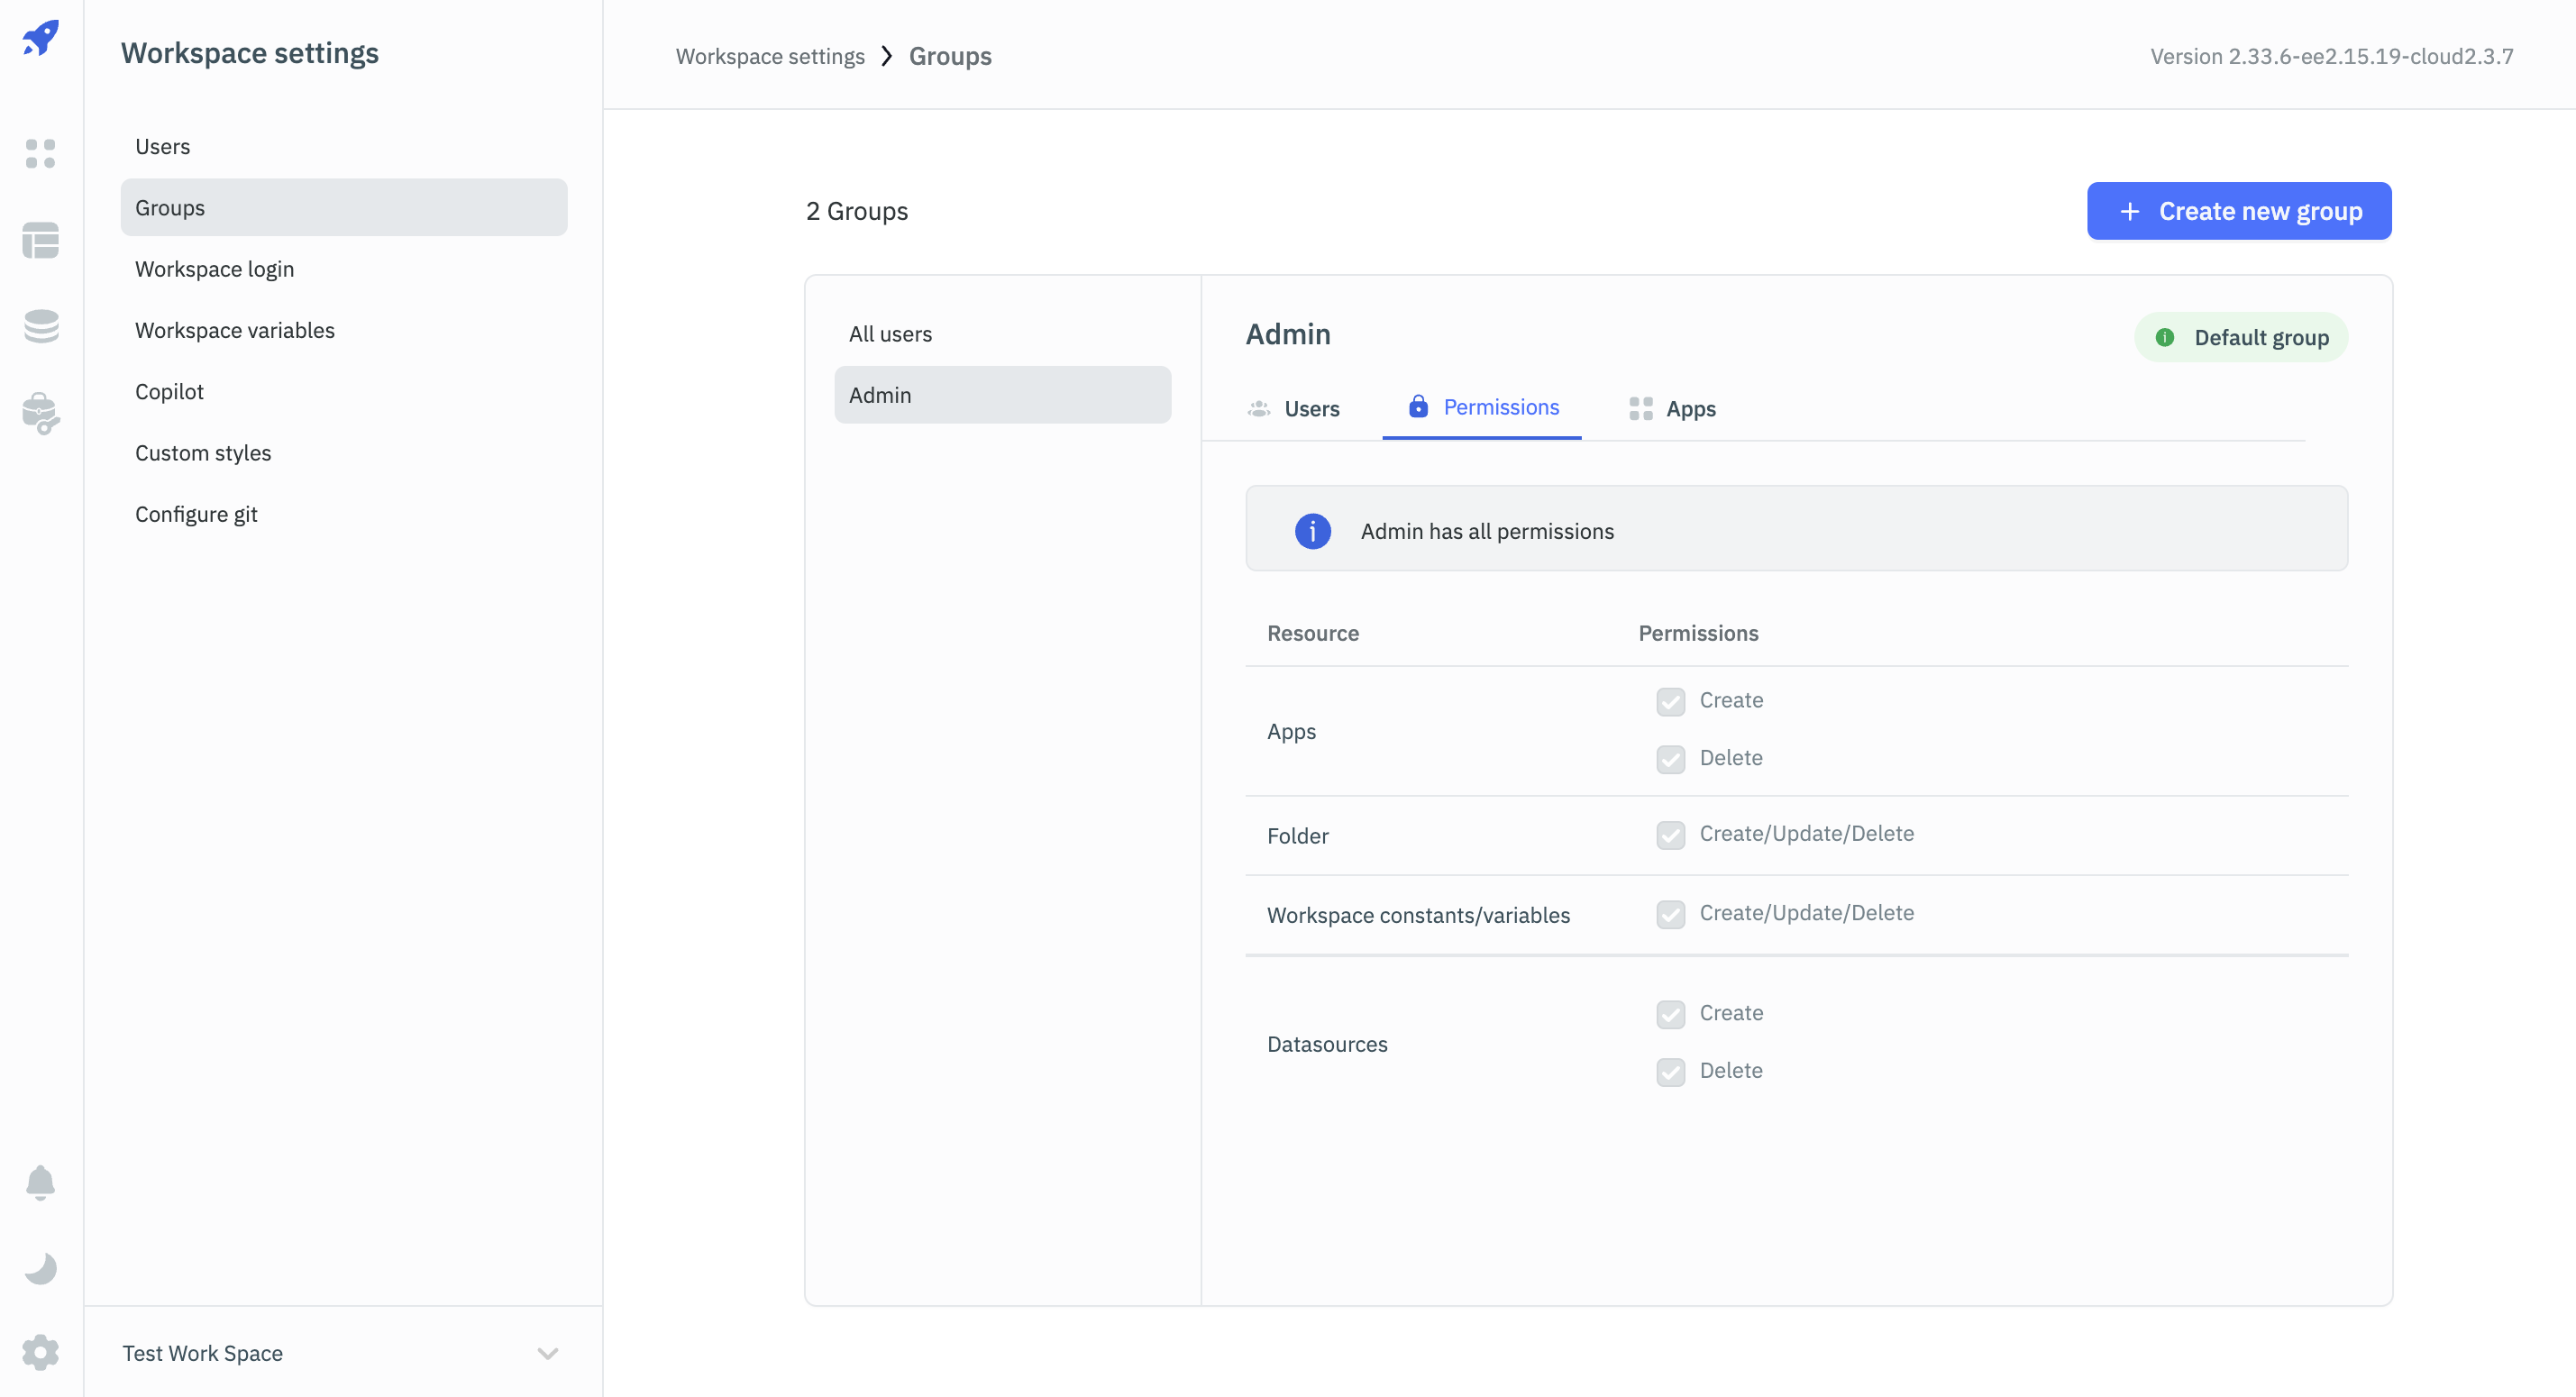 Workspace settings
Users
Groups
Workspace login
Workspace variables
Copilot
Custom styles
Configure git
Test Work Space
Workspace settings > Groups
Version 2.33.6-ee2.15.19-cloud2.3.7
2 Groups
+ Create new group
All users
Admin
Admin
Default group
Users Permissions Apps
Admin has all permissions
Resource Permissions
Apps
Create
Delete
Folder Create/Update/Delete
Workspace constants/variables Create/Update/Delete
Datasources
Create
Delete